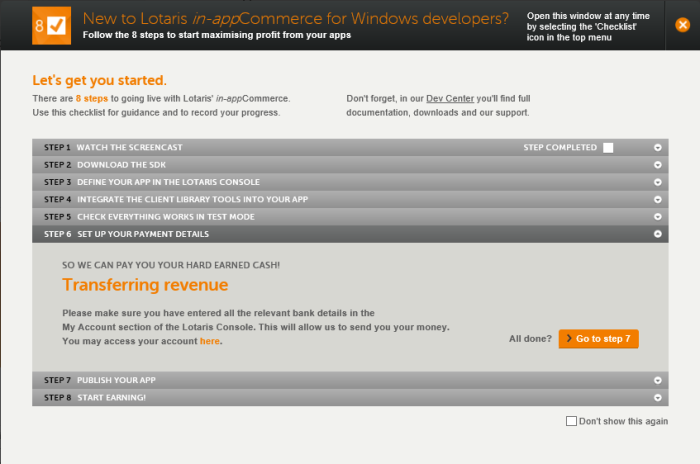 8
New to Lotaris in-appCommerce for Windows developers?
Follow the 8 steps to start maximising profit from your apps
Open this window at any time
by selecting the 'Checklist'
icon in the top menu
Let's get you started.
There are 8 steps to going live with Lotaris' in-appCommerce.
Use this checklist for guidance and to record your progress.
Don't forget, in our Dev Center you'll find full
documentation, downloads and our support.
STEP 1 WATCH THE SCREENCAST STEP COMPLETED
STEP 2 DOWNLOAD THE SDK
STEP 3 DEFINE YOUR APP IN THE LOTARIS CONSOLE
STEP 4 INTEGRATE THE CLIENT LIBRARY TOOLS INTO YOUR APP
STEP 5 CHECK EVERYTHING WORKS IN TEST MODE
STEP 6 SET UP YOUR PAYMENT DETAILS
SO WE CAN PAY YOU YOUR HARD EARNED CASH!
Transferring revenue
Please make sure you have entered all the relevant bank details in the
My Account section of the Lotaris Console. This will allow us to send you your money.
You may access your account here.
All done? Go to step 7
STEP 7 PUBLISH YOUR APP
STEP 8 START EARNING!
Don't show this again